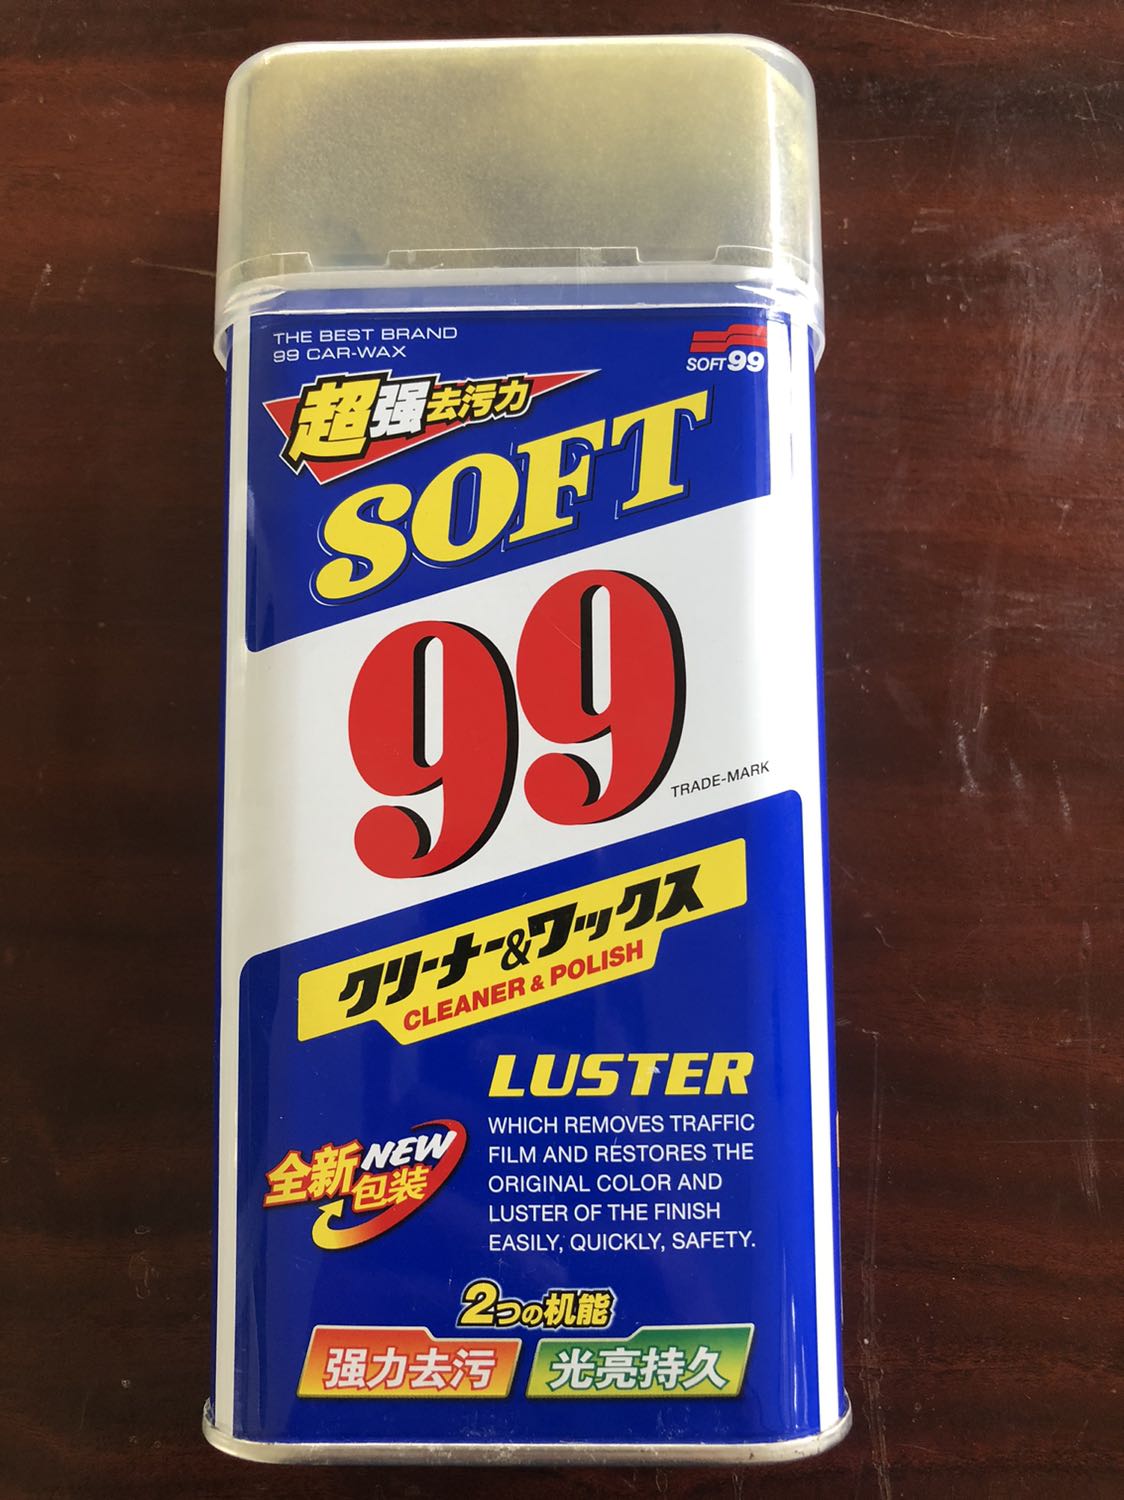 THE BEST BRAND
99 CAR-WAX
SOFT99
超强去污力
SOFT
99
TRADE-MARK
クリーナー&ワックス
CLEANER & POLISH
LUSTER
WHICH REMOVES TRAFFIC
FILM AND RESTORES THE
ORIGINAL COLOR AND
LUSTER OF THE FINISH
EASILY, QUICKLY, SAFETY.
全新NEW
包装
2つの机能
强力去污
光亮持久